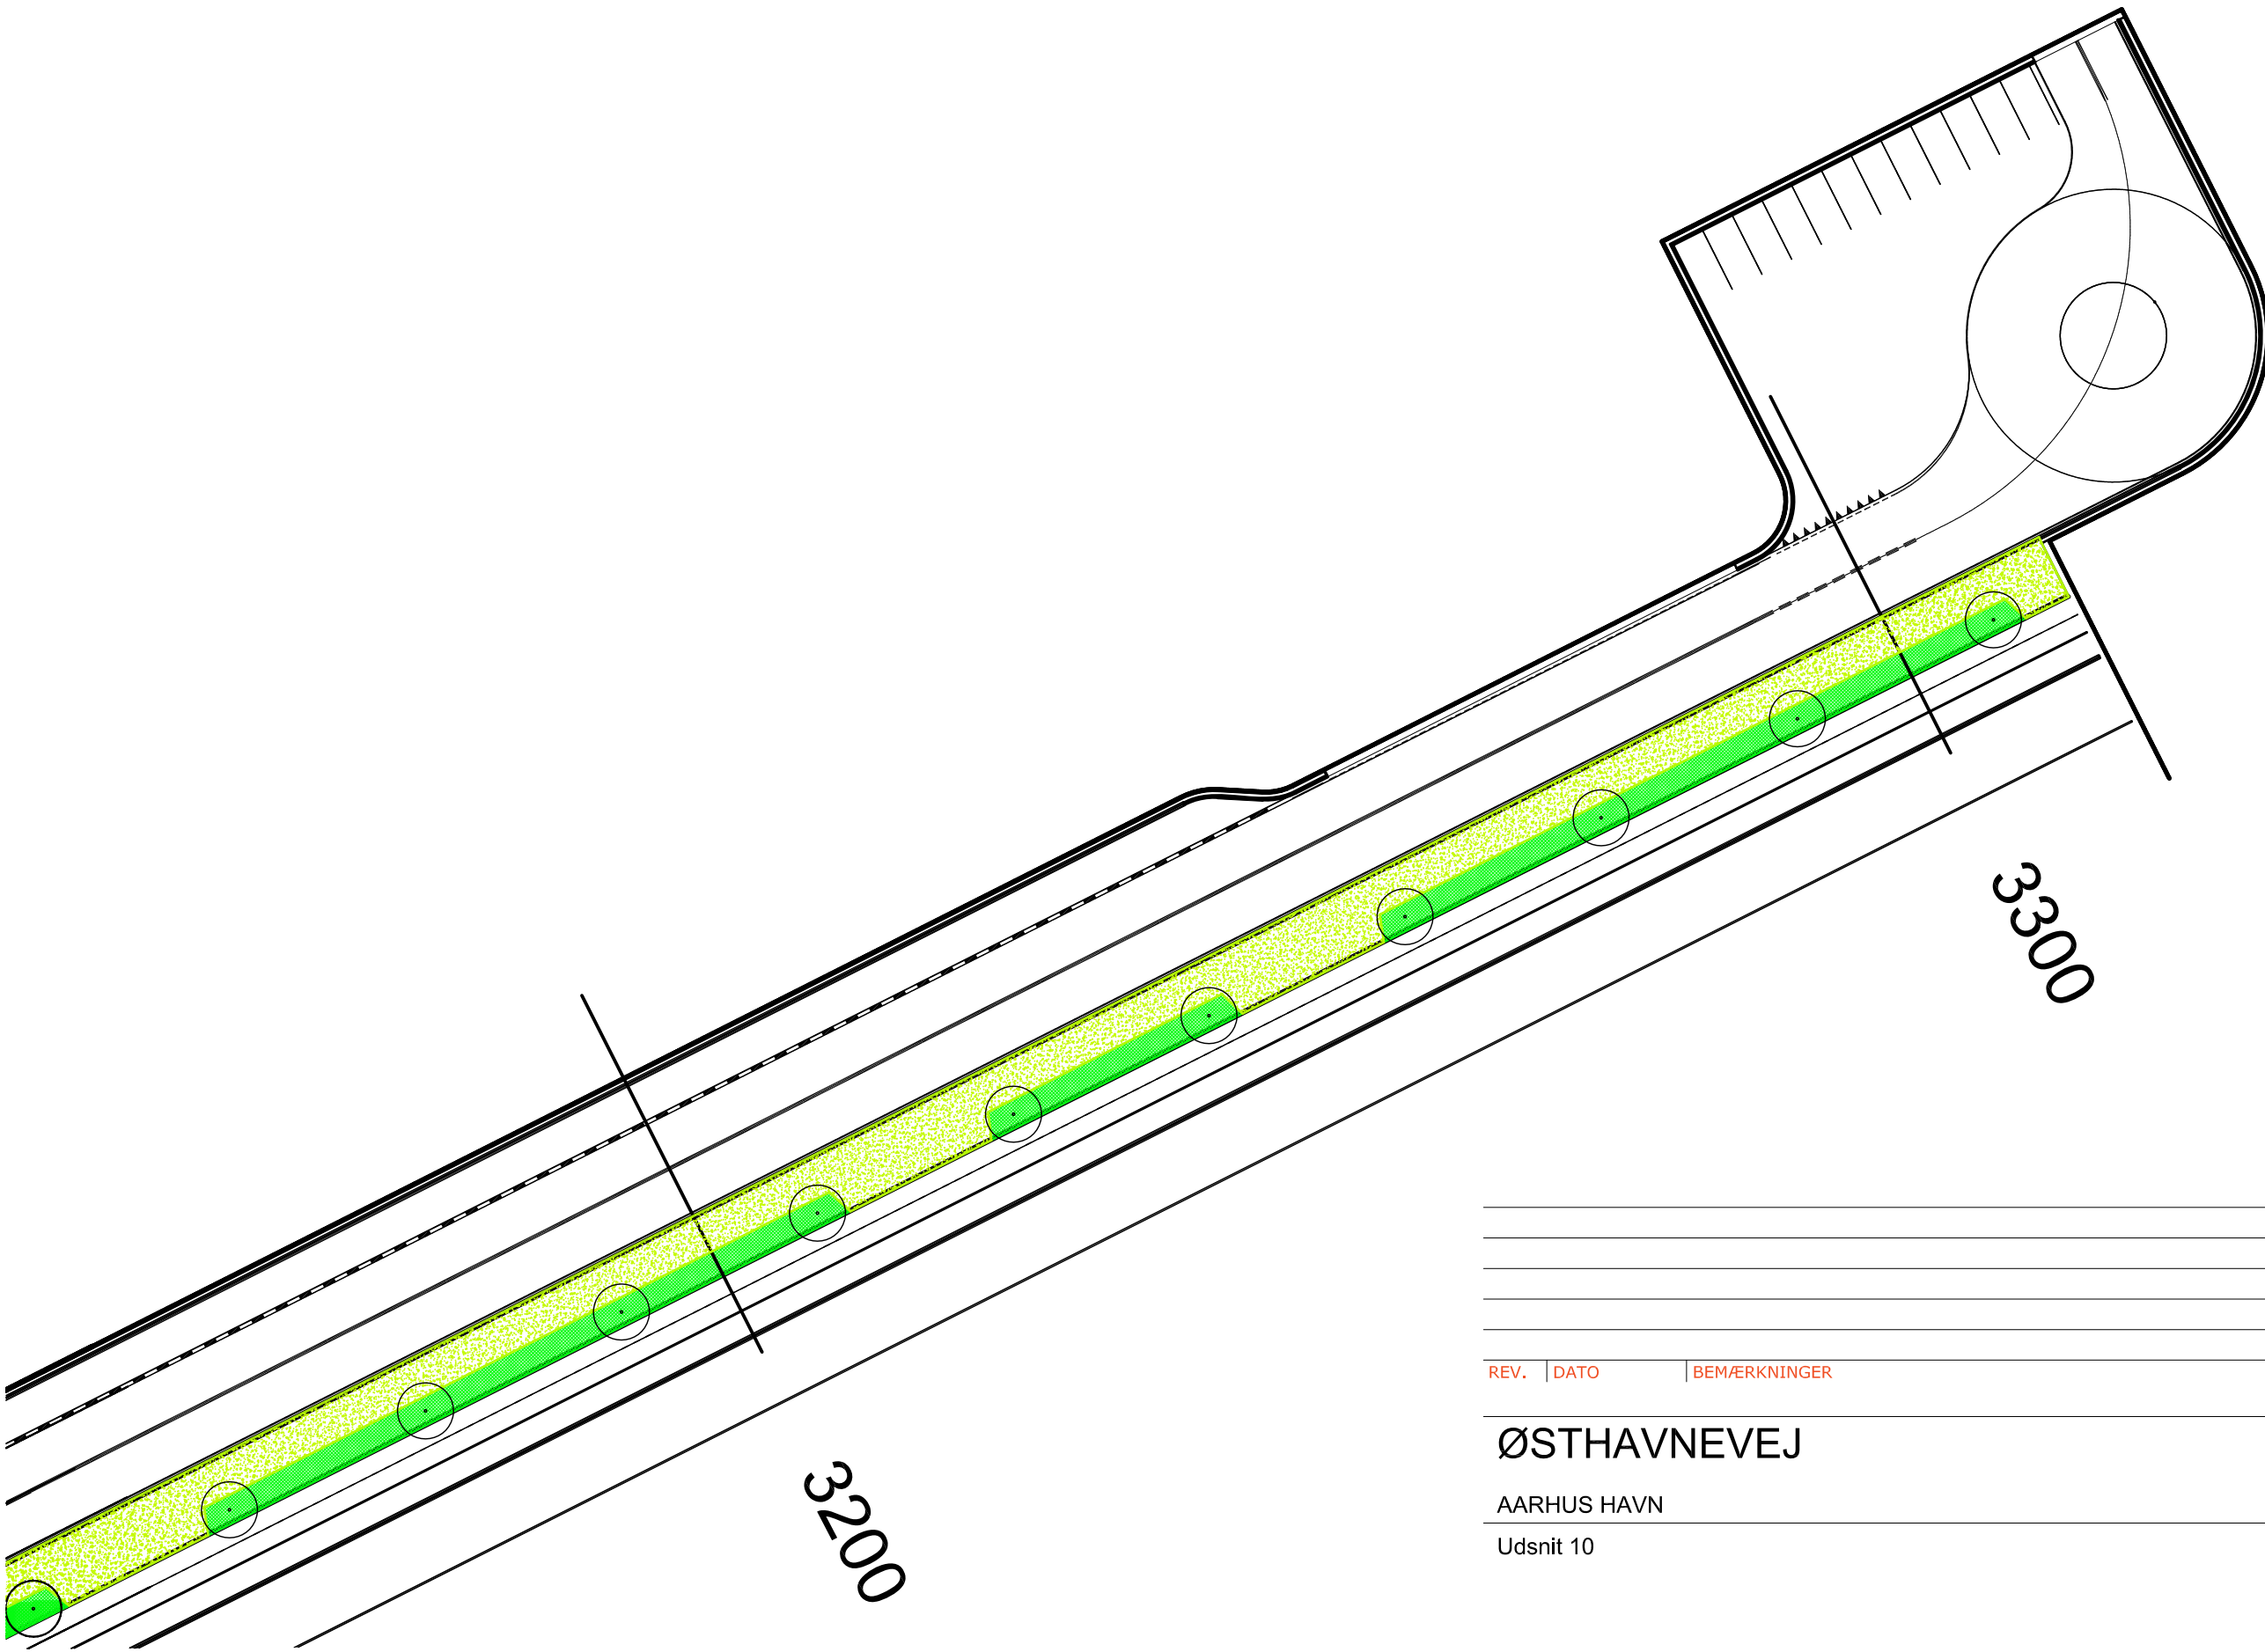 3300
3200
REV. DATO BEMÆRKNINGER
ØSTHAVNEVEJ
AARHUS HAVN
Udsnit 10